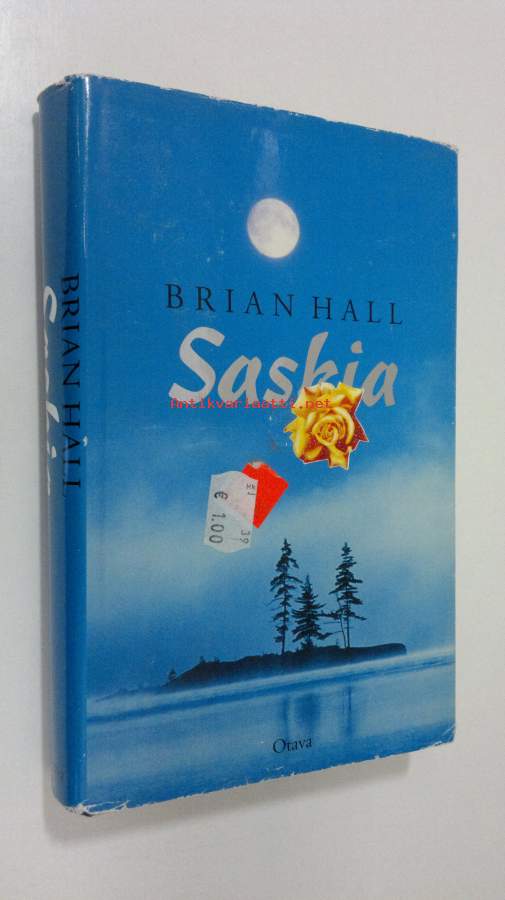 BRIAN HALL
Saskia
Antikvariaatti.net
€ 1.00
Otava
BRIAN HALL
Saskia